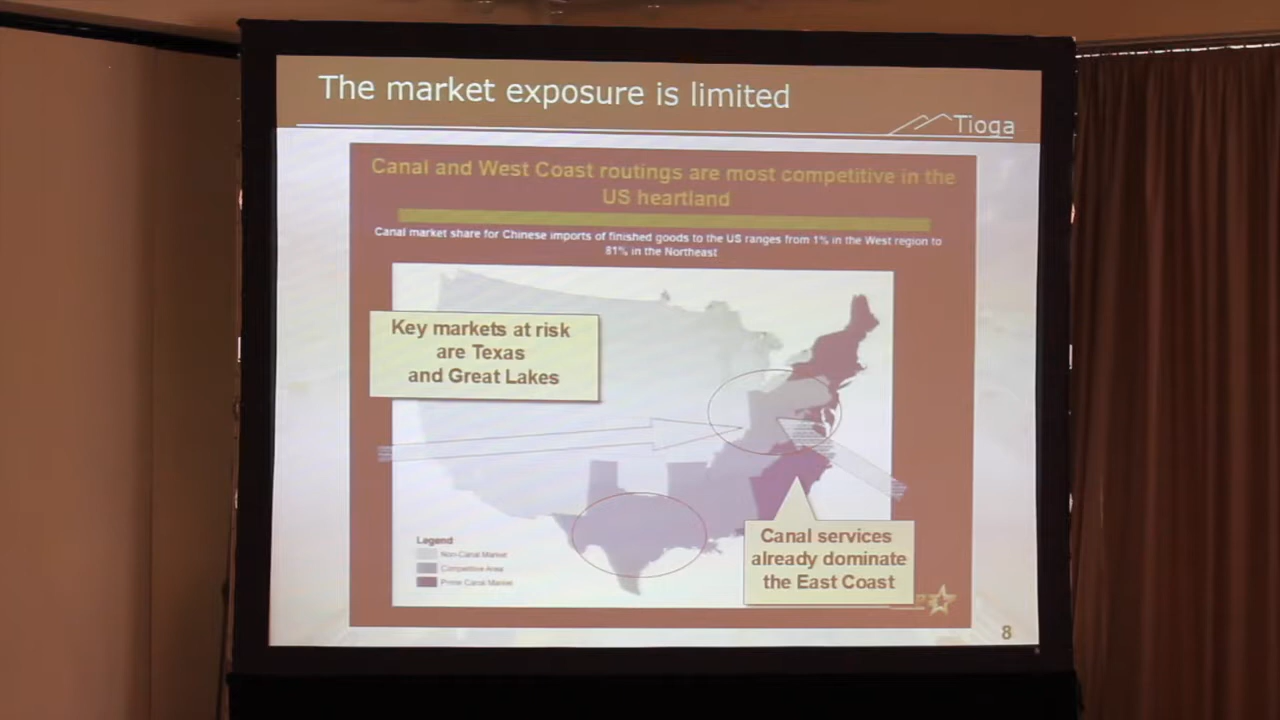 The market exposure is limited
Tioga
Canal and West Coast routings are most competitive in the
US heartland
Canal market share for Chinese imports of finished goods to the US ranges from 1% in the West region to
81% in the Northeast
Key markets at risk
are Texas
and Great Lakes
Legend
Non-Canal Market
Competitive Area
Prime Canal Market
Canal services
already dominate
the East Coast
8